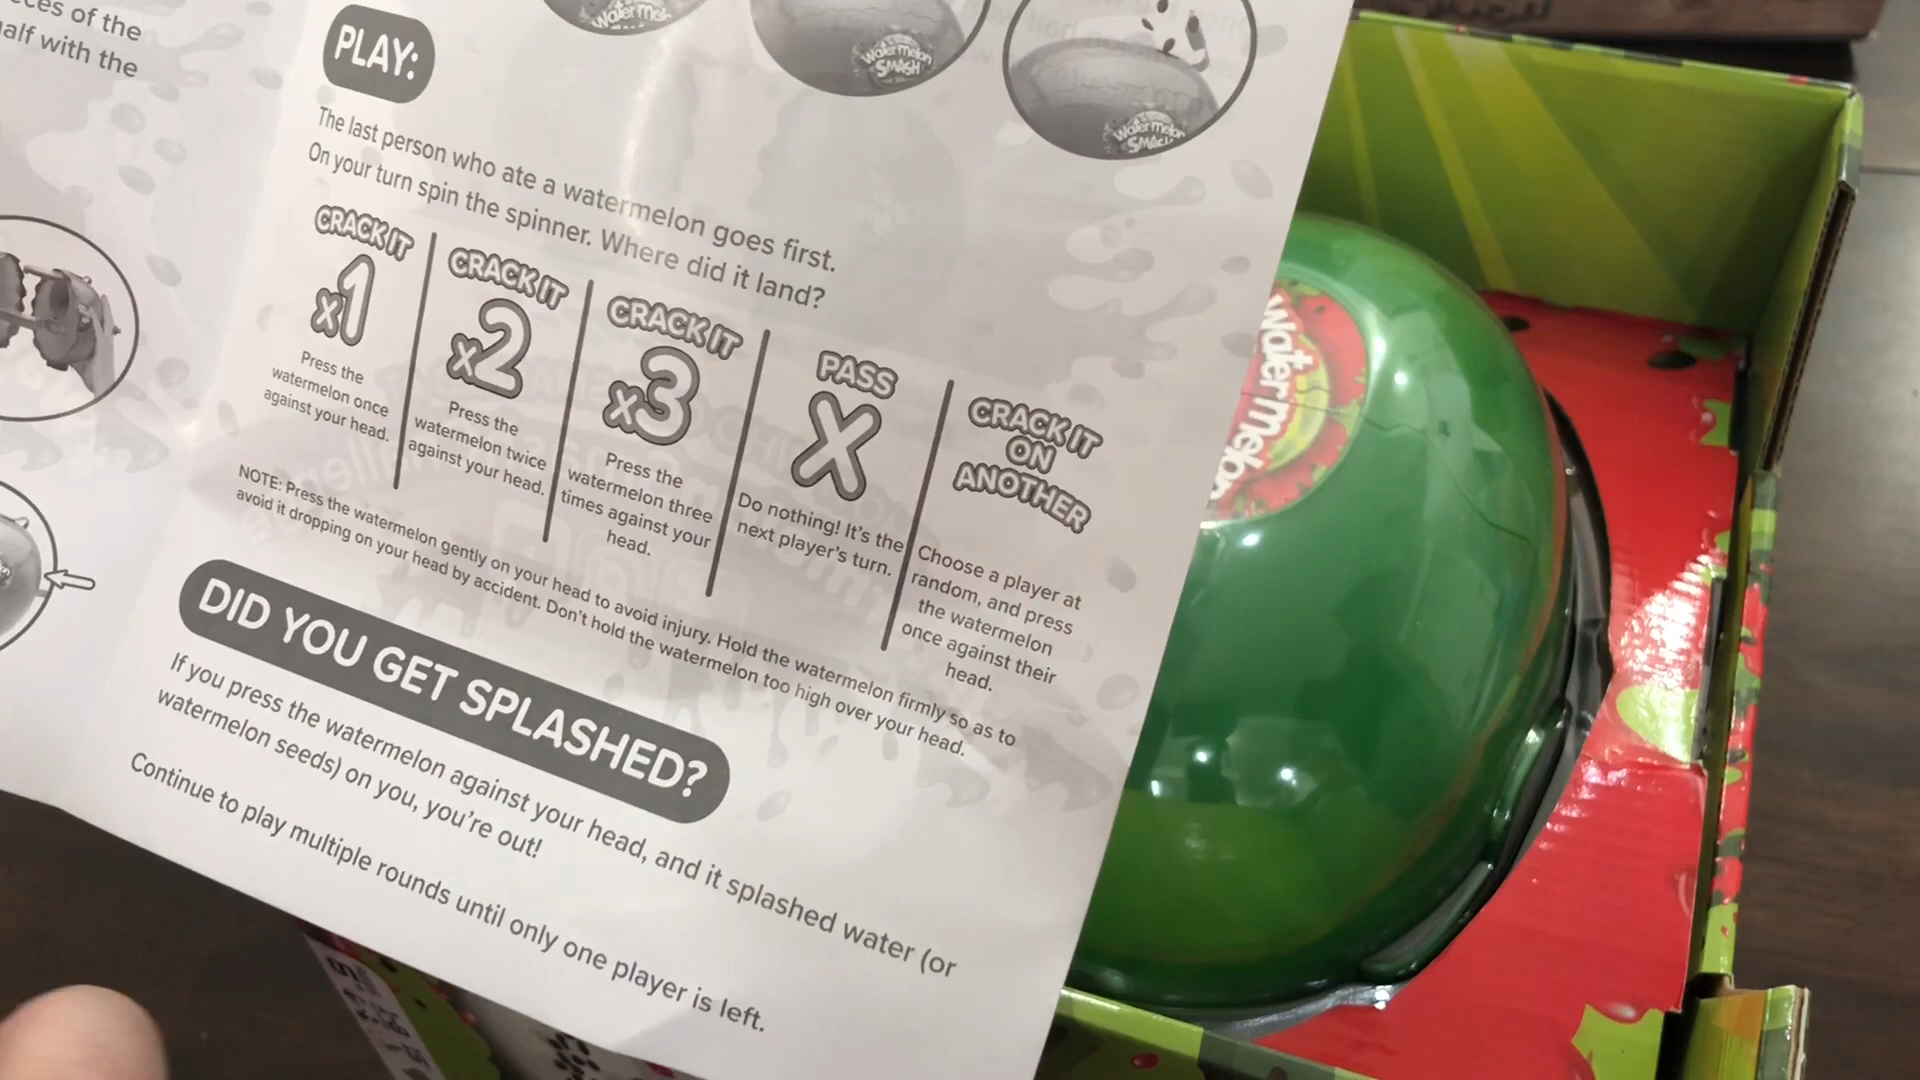 ces of the
half with the
Watermel
Watermelon
SMASH
Watermelon
SMASH
PLAY:
The last person who ate a watermelon goes first.
On your turn spin the spinner. Where did it land?
CRACK IT
x1
Press the
watermelon once
against your head.
CRACK IT
x2
Press the
watermelon twice
against your head.
CRACK IT
x3
Press the
watermelon three
times against your
head.
PASS
X
Do nothing! It's the
next player's turn.
CRACK IT
ON
ANOTHER
Choose a player at
random, and press
the watermelon
once against their
head.
NOTE: Press the watermelon gently on your head to avoid injury. Hold the watermelon firmly so as to
avoid it dropping on your head by accident. Don't hold the watermelon too high over your head.
DID YOU GET SPLASHED?
If you press the watermelon against your head, and it splashed water (or
watermelon seeds) on you, you're out!
Continue to play multiple rounds until only one player is left.
Watermelon